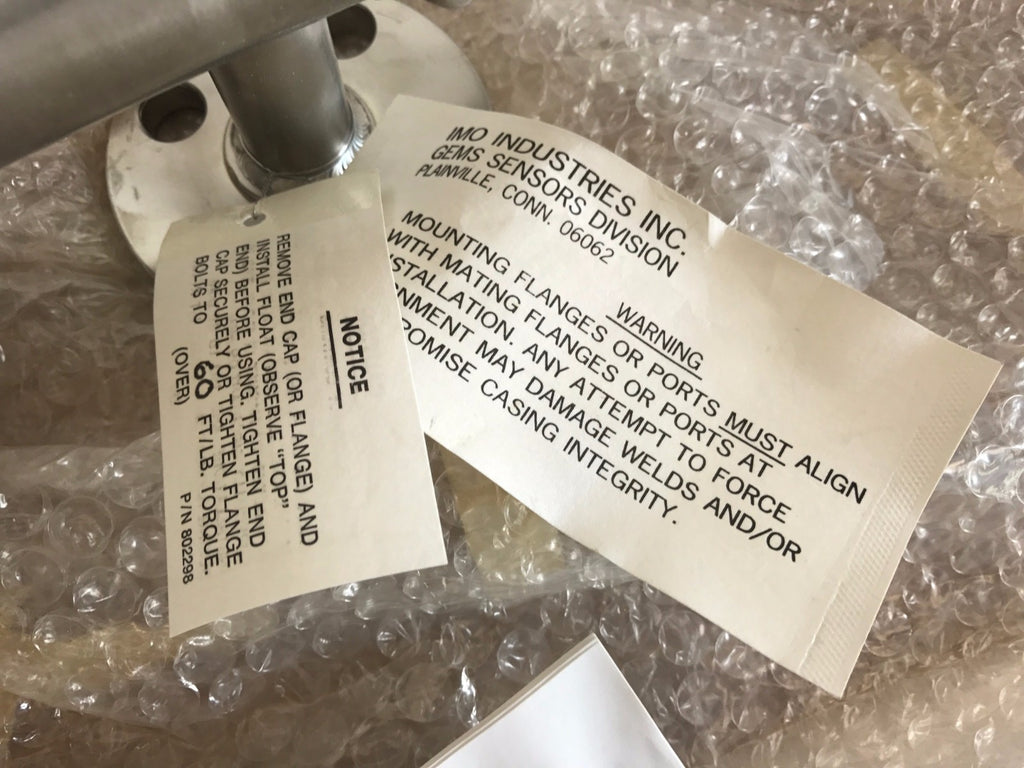 NOTICE
REMOVE END CAP (OR FLANGE) AND
INSTALL FLOAT (OBSERVE "TOP"
END) BEFORE USING. TIGHTEN END
CAP SECURELY OR TIGHTEN FLANGE
BOLTS TO 60 FT/LB. TORQUE.
(OVER)
P/N 802298
IMO INDUSTRIES INC.
GEMS SENSORS DIVISION
PLAINVILLE, CONN. 06062
WARNING
MOUNTING FLANGES OR PORTS MUST ALIGN
WITH MATING FLANGES OR PORTS AT
STALLATION. ANY ATTEMPT TO FORCE
NMENT MAY DAMAGE WELDS AND/OR
OMISE CASING INTEGRITY.